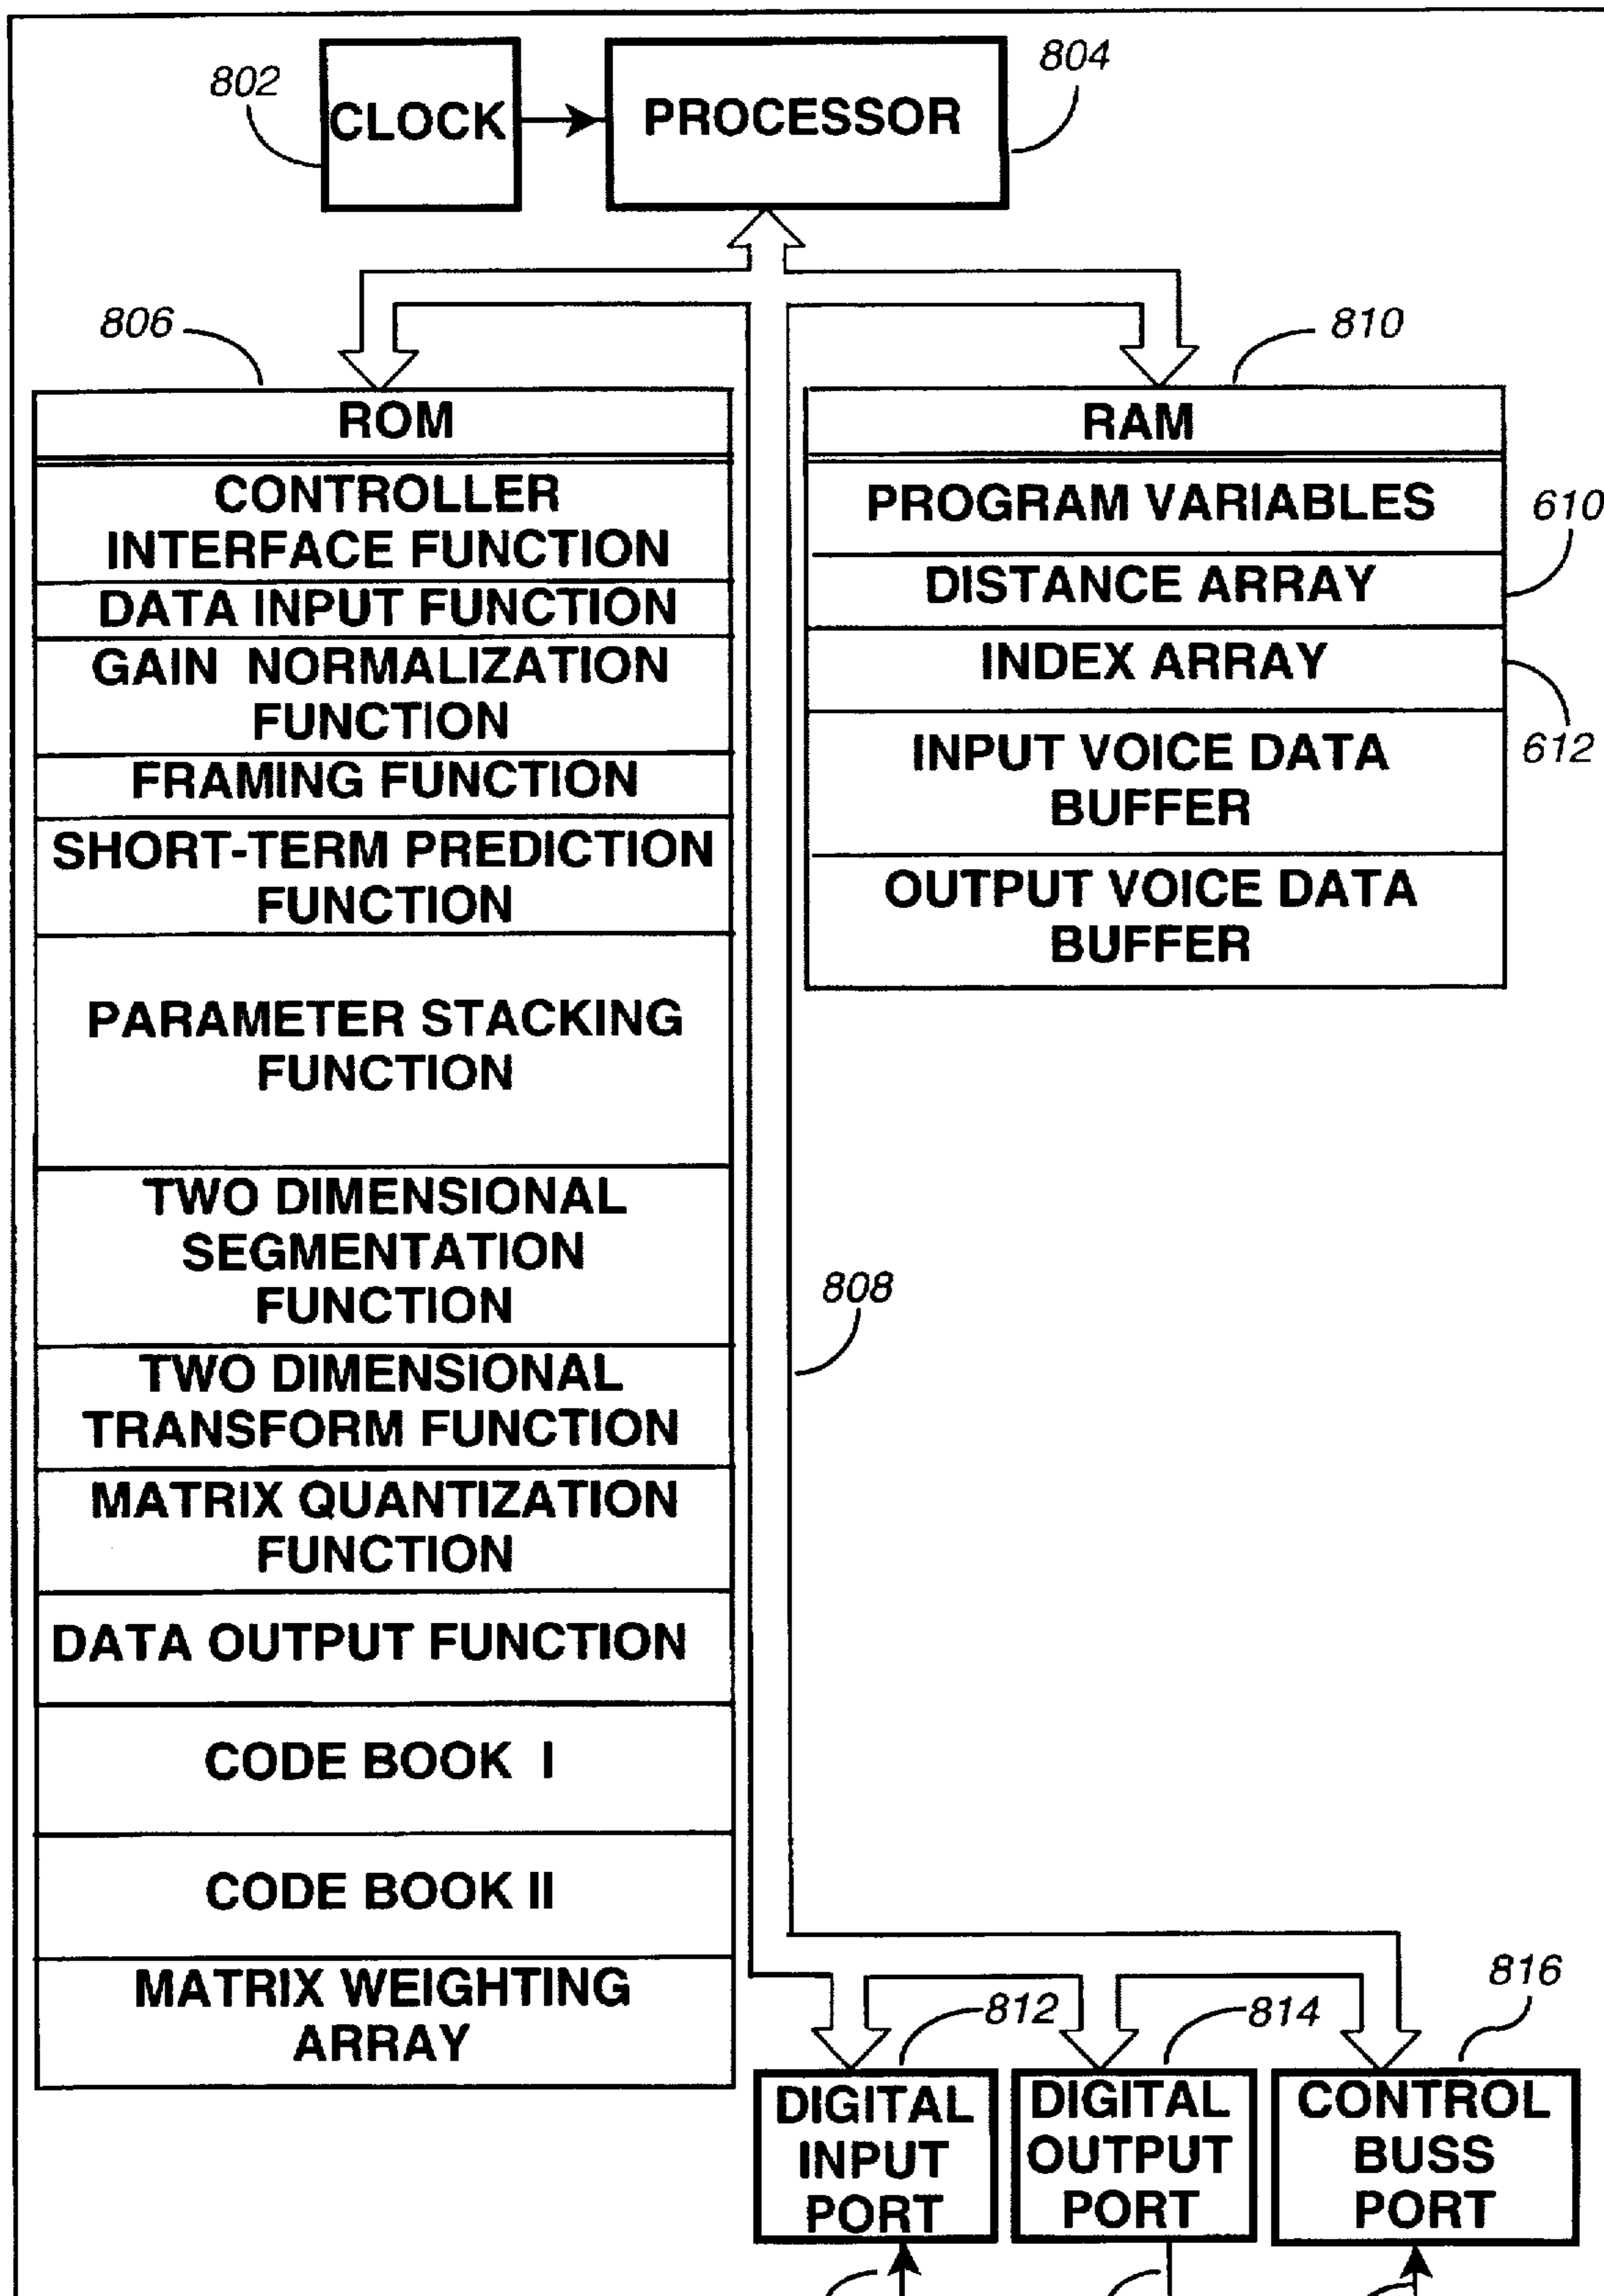 802
CLOCK
PROCESSOR
804
806
810
ROM
CONTROLLER
INTERFACE FUNCTION
DATA INPUT FUNCTION
GAIN NORMALIZATION
FUNCTION
FRAMING FUNCTION
SHORT-TERM PREDICTION
FUNCTION
PARAMETER STACKING
FUNCTION
TWO DIMENSIONAL
SEGMENTATION
FUNCTION
TWO DIMENSIONAL
TRANSFORM FUNCTION
MATRIX QUANTIZATION
FUNCTION
DATA OUTPUT FUNCTION
CODE BOOK I
CODE BOOK II
MATRIX WEIGHTING
ARRAY
RAM
PROGRAM VARIABLES
610
DISTANCE ARRAY
INDEX ARRAY
612
INPUT VOICE DATA
BUFFER
OUTPUT VOICE DATA
BUFFER
808
812
814
816
DIGITAL
INPUT
PORT
DIGITAL
OUTPUT
PORT
CONTROL
BUSS
PORT